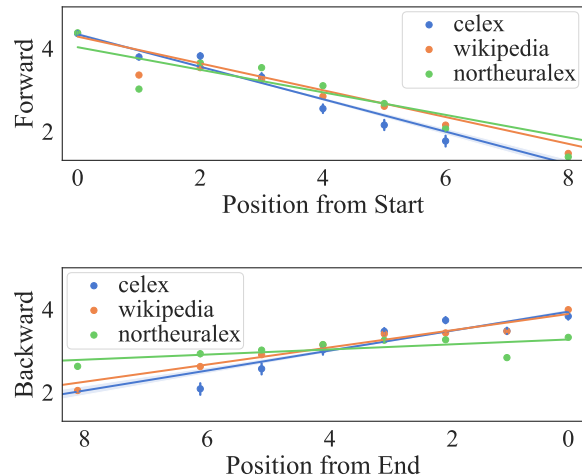 celex
wikipedia
northeuralex
Forward
4
2
0 2 4 6 8
Position from Start
celex
wikipedia
northeuralex
Backward
4
2
8 6 4 2 0
Position from End